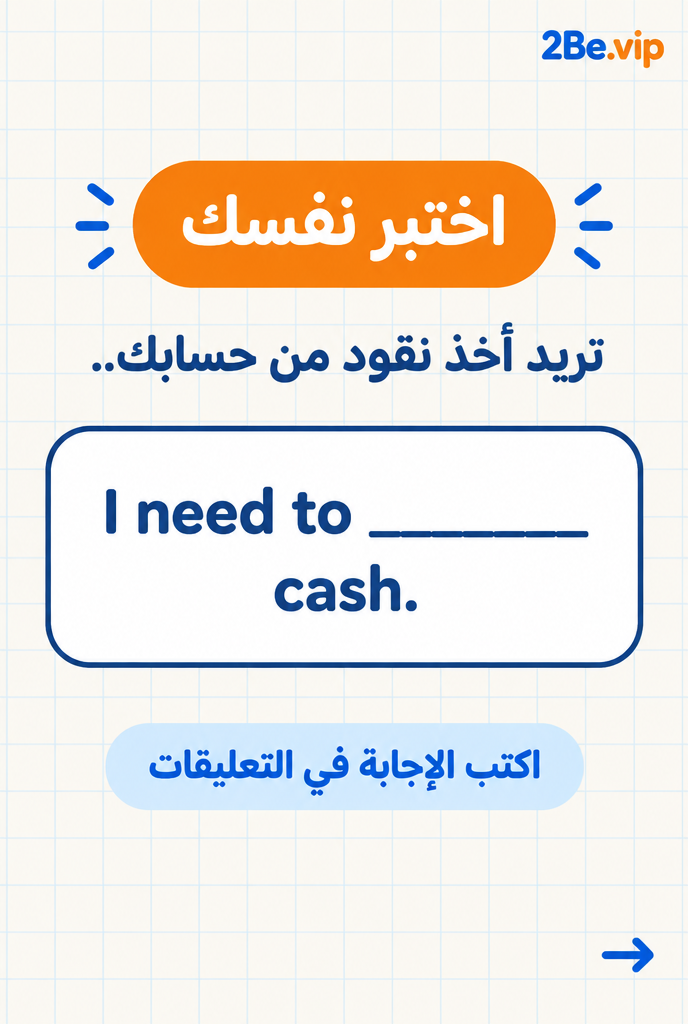 2Be.vip
اختبر نفسك
تريد أخذ نقود من حسابك..
I need to _______
cash.
اكتب الإجابة في التعليقات